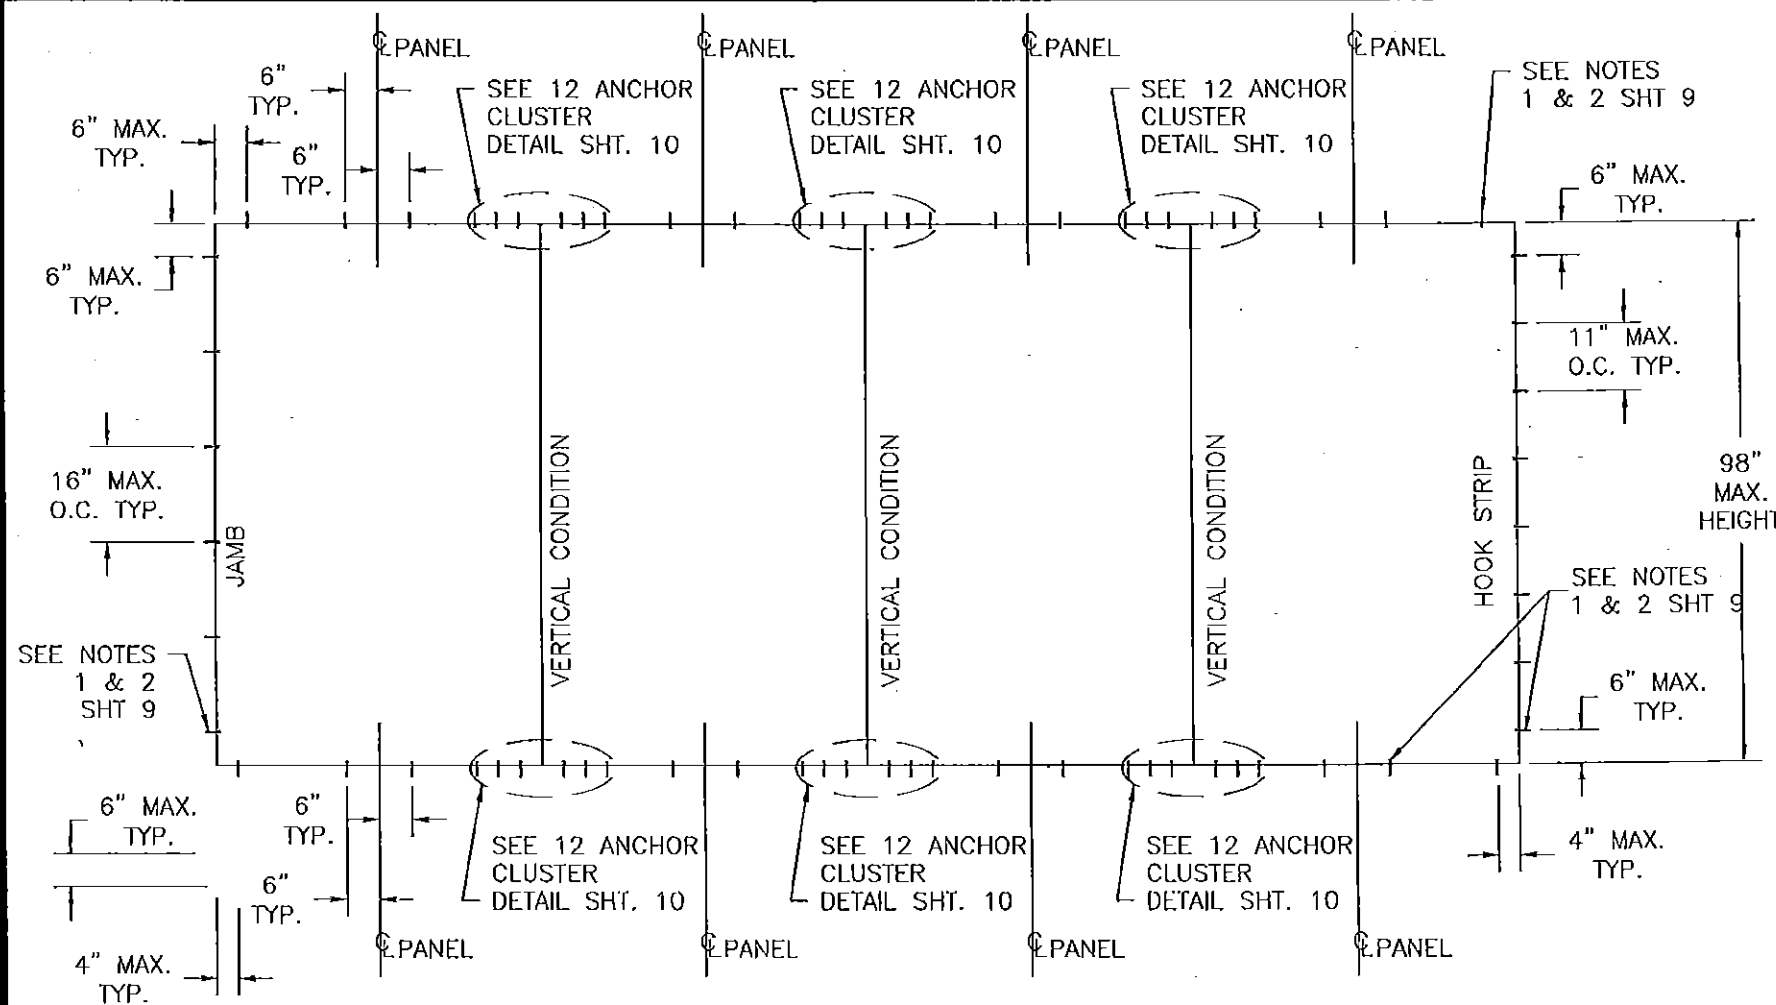 ℄ PANEL
℄ PANEL
℄ PANEL
℄ PANEL
6"
TYP.
SEE 12 ANCHOR
CLUSTER
DETAIL SHT. 10
SEE 12 ANCHOR
CLUSTER
DETAIL SHT. 10
SEE 12 ANCHOR
CLUSTER
DETAIL SHT. 10
SEE NOTES
1 & 2 SHT 9
6" MAX.
TYP.
6"
TYP.
6" MAX.
TYP.
6" MAX.
TYP.
11" MAX.
O.C. TYP.
16" MAX.
O.C. TYP.
JAMB
VERTICAL CONDITION
VERTICAL CONDITION
VERTICAL CONDITION
HOOK STRIP
98"
MAX.
HEIGHT
SEE NOTES
1 & 2 SHT 9
SEE NOTES
1 & 2
SHT 9
6" MAX.
TYP.
6" MAX.
TYP.
6"
TYP.
6"
TYP.
SEE 12 ANCHOR
CLUSTER
DETAIL SHT. 10
SEE 12 ANCHOR
CLUSTER
DETAIL SHT. 10
SEE 12 ANCHOR
CLUSTER
DETAIL SHT. 10
4" MAX.
TYP.
℄ PANEL
℄ PANEL
℄ PANEL
℄ PANEL
4" MAX.
TYP.